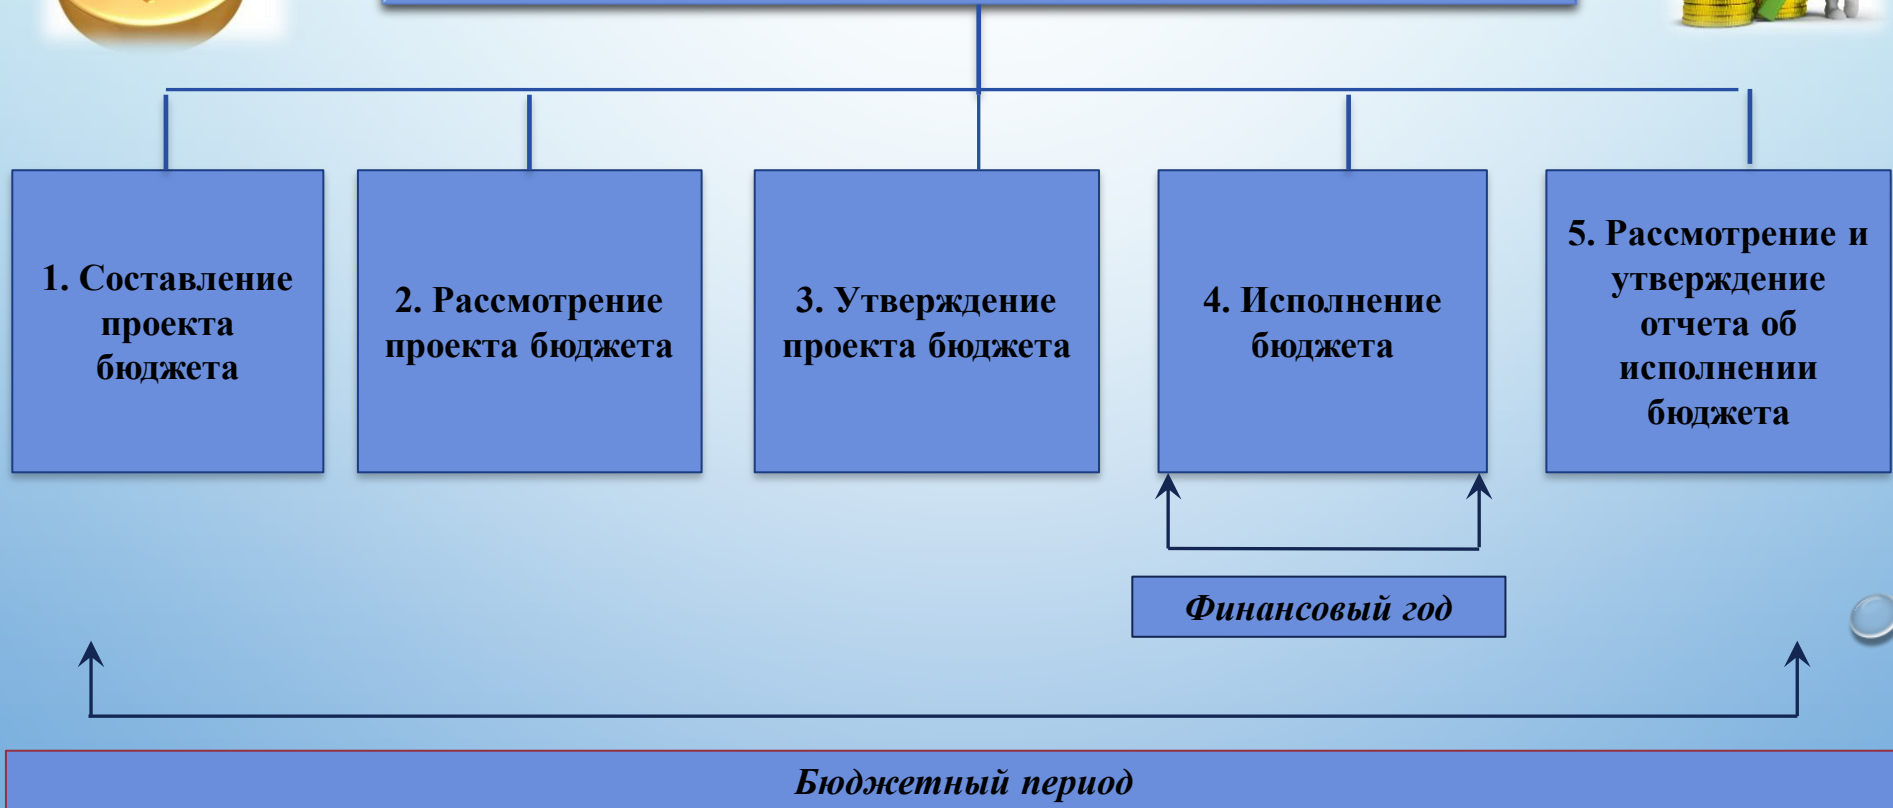 1. Составление
проекта
бюджета
2. Рассмотрение
проекта бюджета
3. Утверждение
проекта бюджета
4. Исполнение
бюджета
5. Рассмотрение и
утверждение
отчета об
исполнении
бюджета
Финансовый год
Бюджетный период